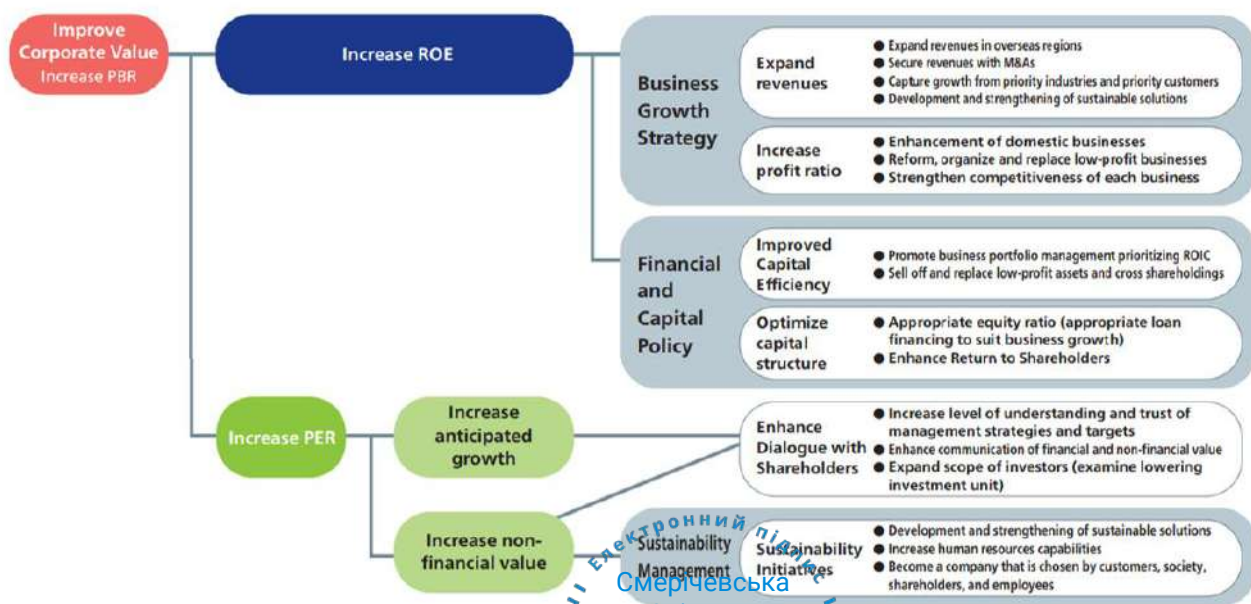 Improve
Corporate Value
Increase PBR
Increase ROE
Business
Growth
Strategy
Expand
revenues
● Expand revenues in overseas regions
● Secure revenues with M&As
● Capture growth from priority industries and priority customers
● Development and strengthening of sustainable solutions
Increase
profit ratio
● Enhancement of domestic businesses
● Reform, organize and replace low-profit businesses
● Strengthen competitiveness of each business
Financial
and
Capital
Policy
Improved
Capital
Efficiency
● Promote business portfolio management prioritizing ROIC
● Sell off and replace low-profit assets and cross shareholdings
Optimize
capital
structure
● Appropriate equity ratio (appropriate loan
financing to suit business growth)
● Enhance Return to Shareholders
Increase PER
Increase
anticipated
growth
Enhance
Dialogue with
Shareholders
● Increase level of understanding and trust of
management strategies and targets
● Enhance communication of financial and non-financial value
● Expand scope of investors (examine lowering
investment unit)
Increase non-
financial value
Sustainability
Management
Sustainability
Initiatives
● Development and strengthening of sustainable solutions
● Increase human resources capabilities
● Become a company that is chosen by customers, society,
shareholders, and employees
Електронний підпис
Смерічевська